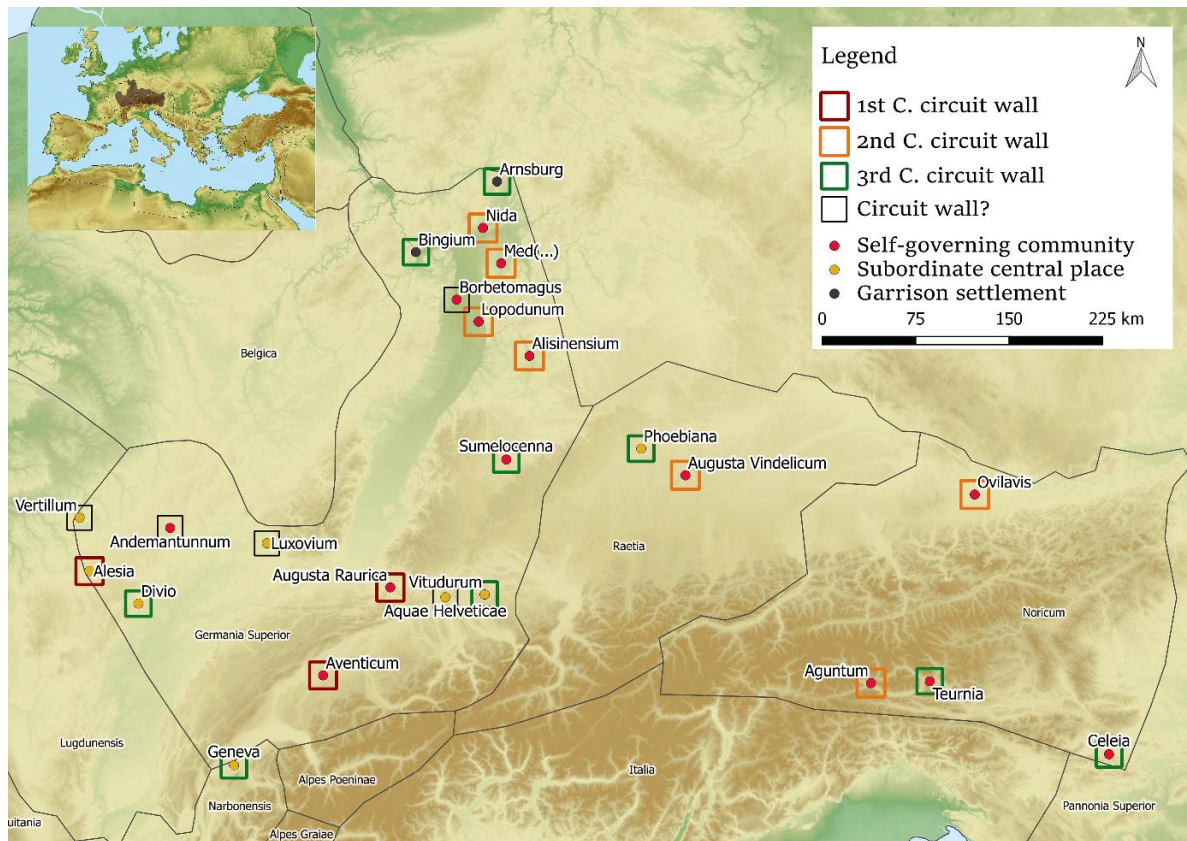 Legend
N
1st C. circuit wall
2nd C. circuit wall
3rd C. circuit wall
Circuit wall?
Self-governing community
Subordinate central place
Garrison settlement
0 75 150 225 km
Arnsburg
Nida
Bingium
Med(...)
Borbetomagus
Lopodunum
Alisinensium
Belgica
Sumelocenna
Phoebiana
Augusta Vindelicum
Ovilavis
Vertillum
Andemantunnum
Luxovium
Raetia
Alesia
Augusta Raurica
Vitudurum
Divio
Aquae Helveticae
Noricum
Germania Superior
Aventicum
Aguntum
Teurnia
Lugdunensis
Geneva
Celeia
Alpes Poeninae
Italia
Narbonensis
Pannonia Superior
uitania
Alpes Graiae